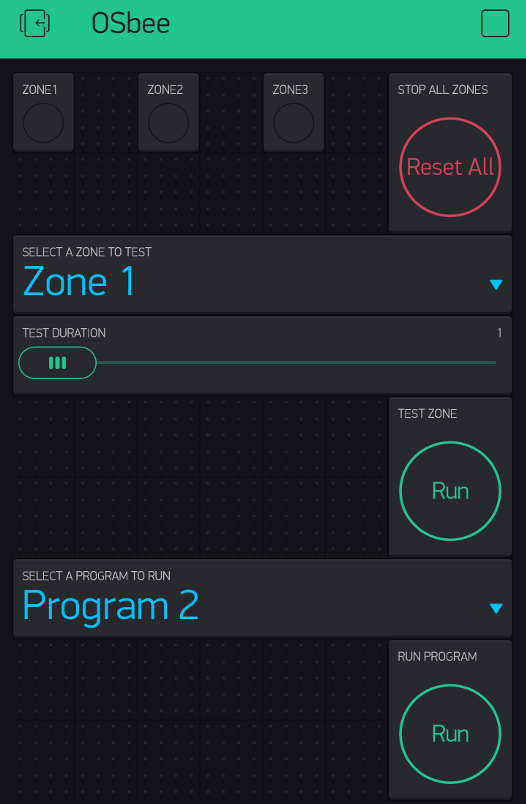 OSbee
ZONE1
ZONE2
ZONE3
STOP ALL ZONES
Reset All
SELECT A ZONE TO TEST
Zone 1
TEST DURATION
1
TEST ZONE
Run
SELECT A PROGRAM TO RUN
Program 2
RUN PROGRAM
Run